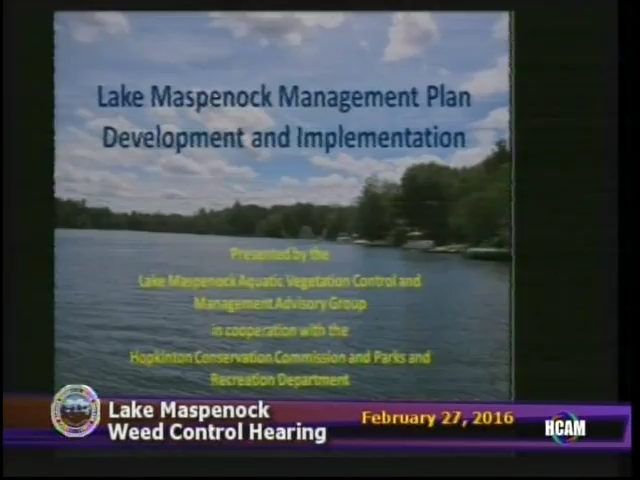 Lake Maspenock Management Plan
Development and Implementation
Presented by the
Lake Maspenock Aquatic Vegetation Control and
Management Advisory Group
in cooperation with the
Hopkinton Conservation Commission and Parks and
Recreation Department
Lake Maspenock
Weed Control Hearing
February 27, 2016
HCAM